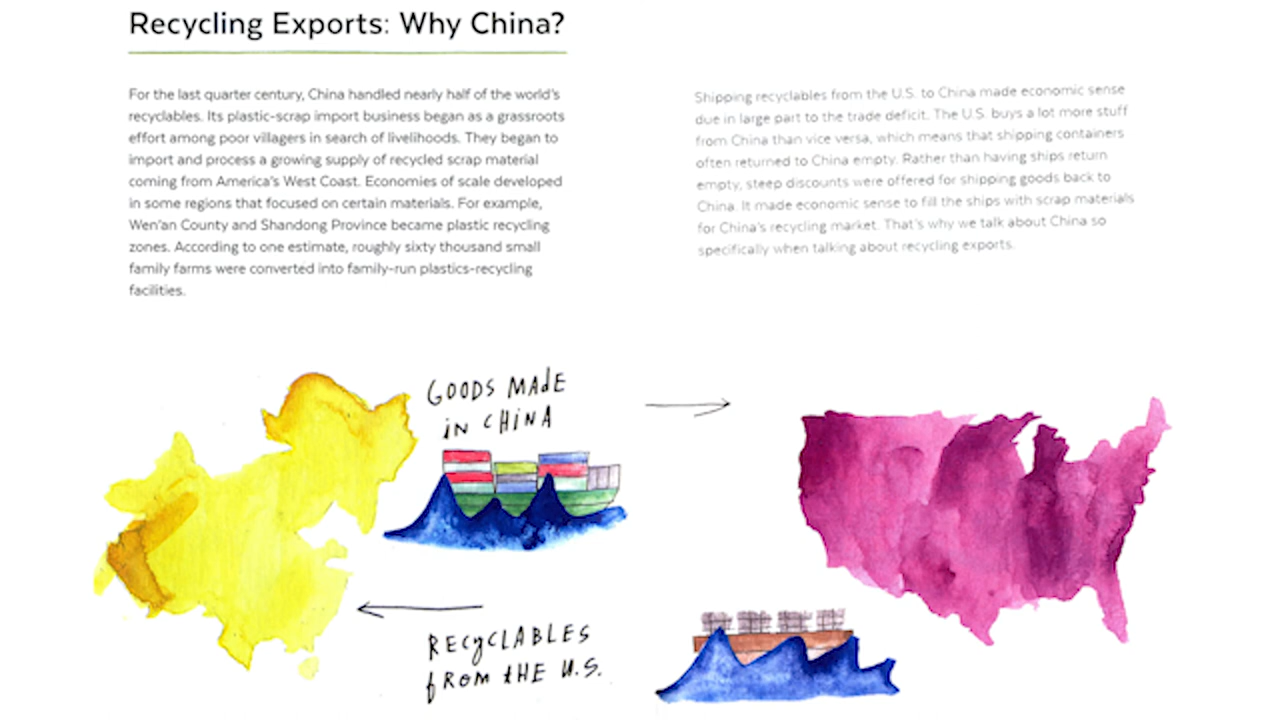 Recycling Exports: Why China?
For the last quarter century, China handled nearly half of the world's
recyclables. Its plastic-scrap import business began as a grassroots
effort among poor villagers in search of livelihoods. They began to
import and process a growing supply of recycled scrap material
coming from America's West Coast. Economies of scale developed
in some regions that focused on certain materials. For example,
Wen'an County and Shandong Province became plastic recycling
zones. According to one estimate, roughly sixty thousand small
family farms were converted into family-run plastics-recycling
facilities.
Shipping recyclables from the U.S. to China made economic sense
due in large part to the trade deficit. The U.S. buys a lot more stuff
from China than vice versa, which means that shipping containers
often returned to China empty. Rather than having ships return
empty, steep discounts were offered for shipping goods back to
China. It made economic sense to fill the ships with scrap materials
for China's recycling market. That's why we talk about China so
specifically when talking about recycling exports.
GOODS MAdE
iN CHiNA
RECyCLABLES
fROM tHE U.S.